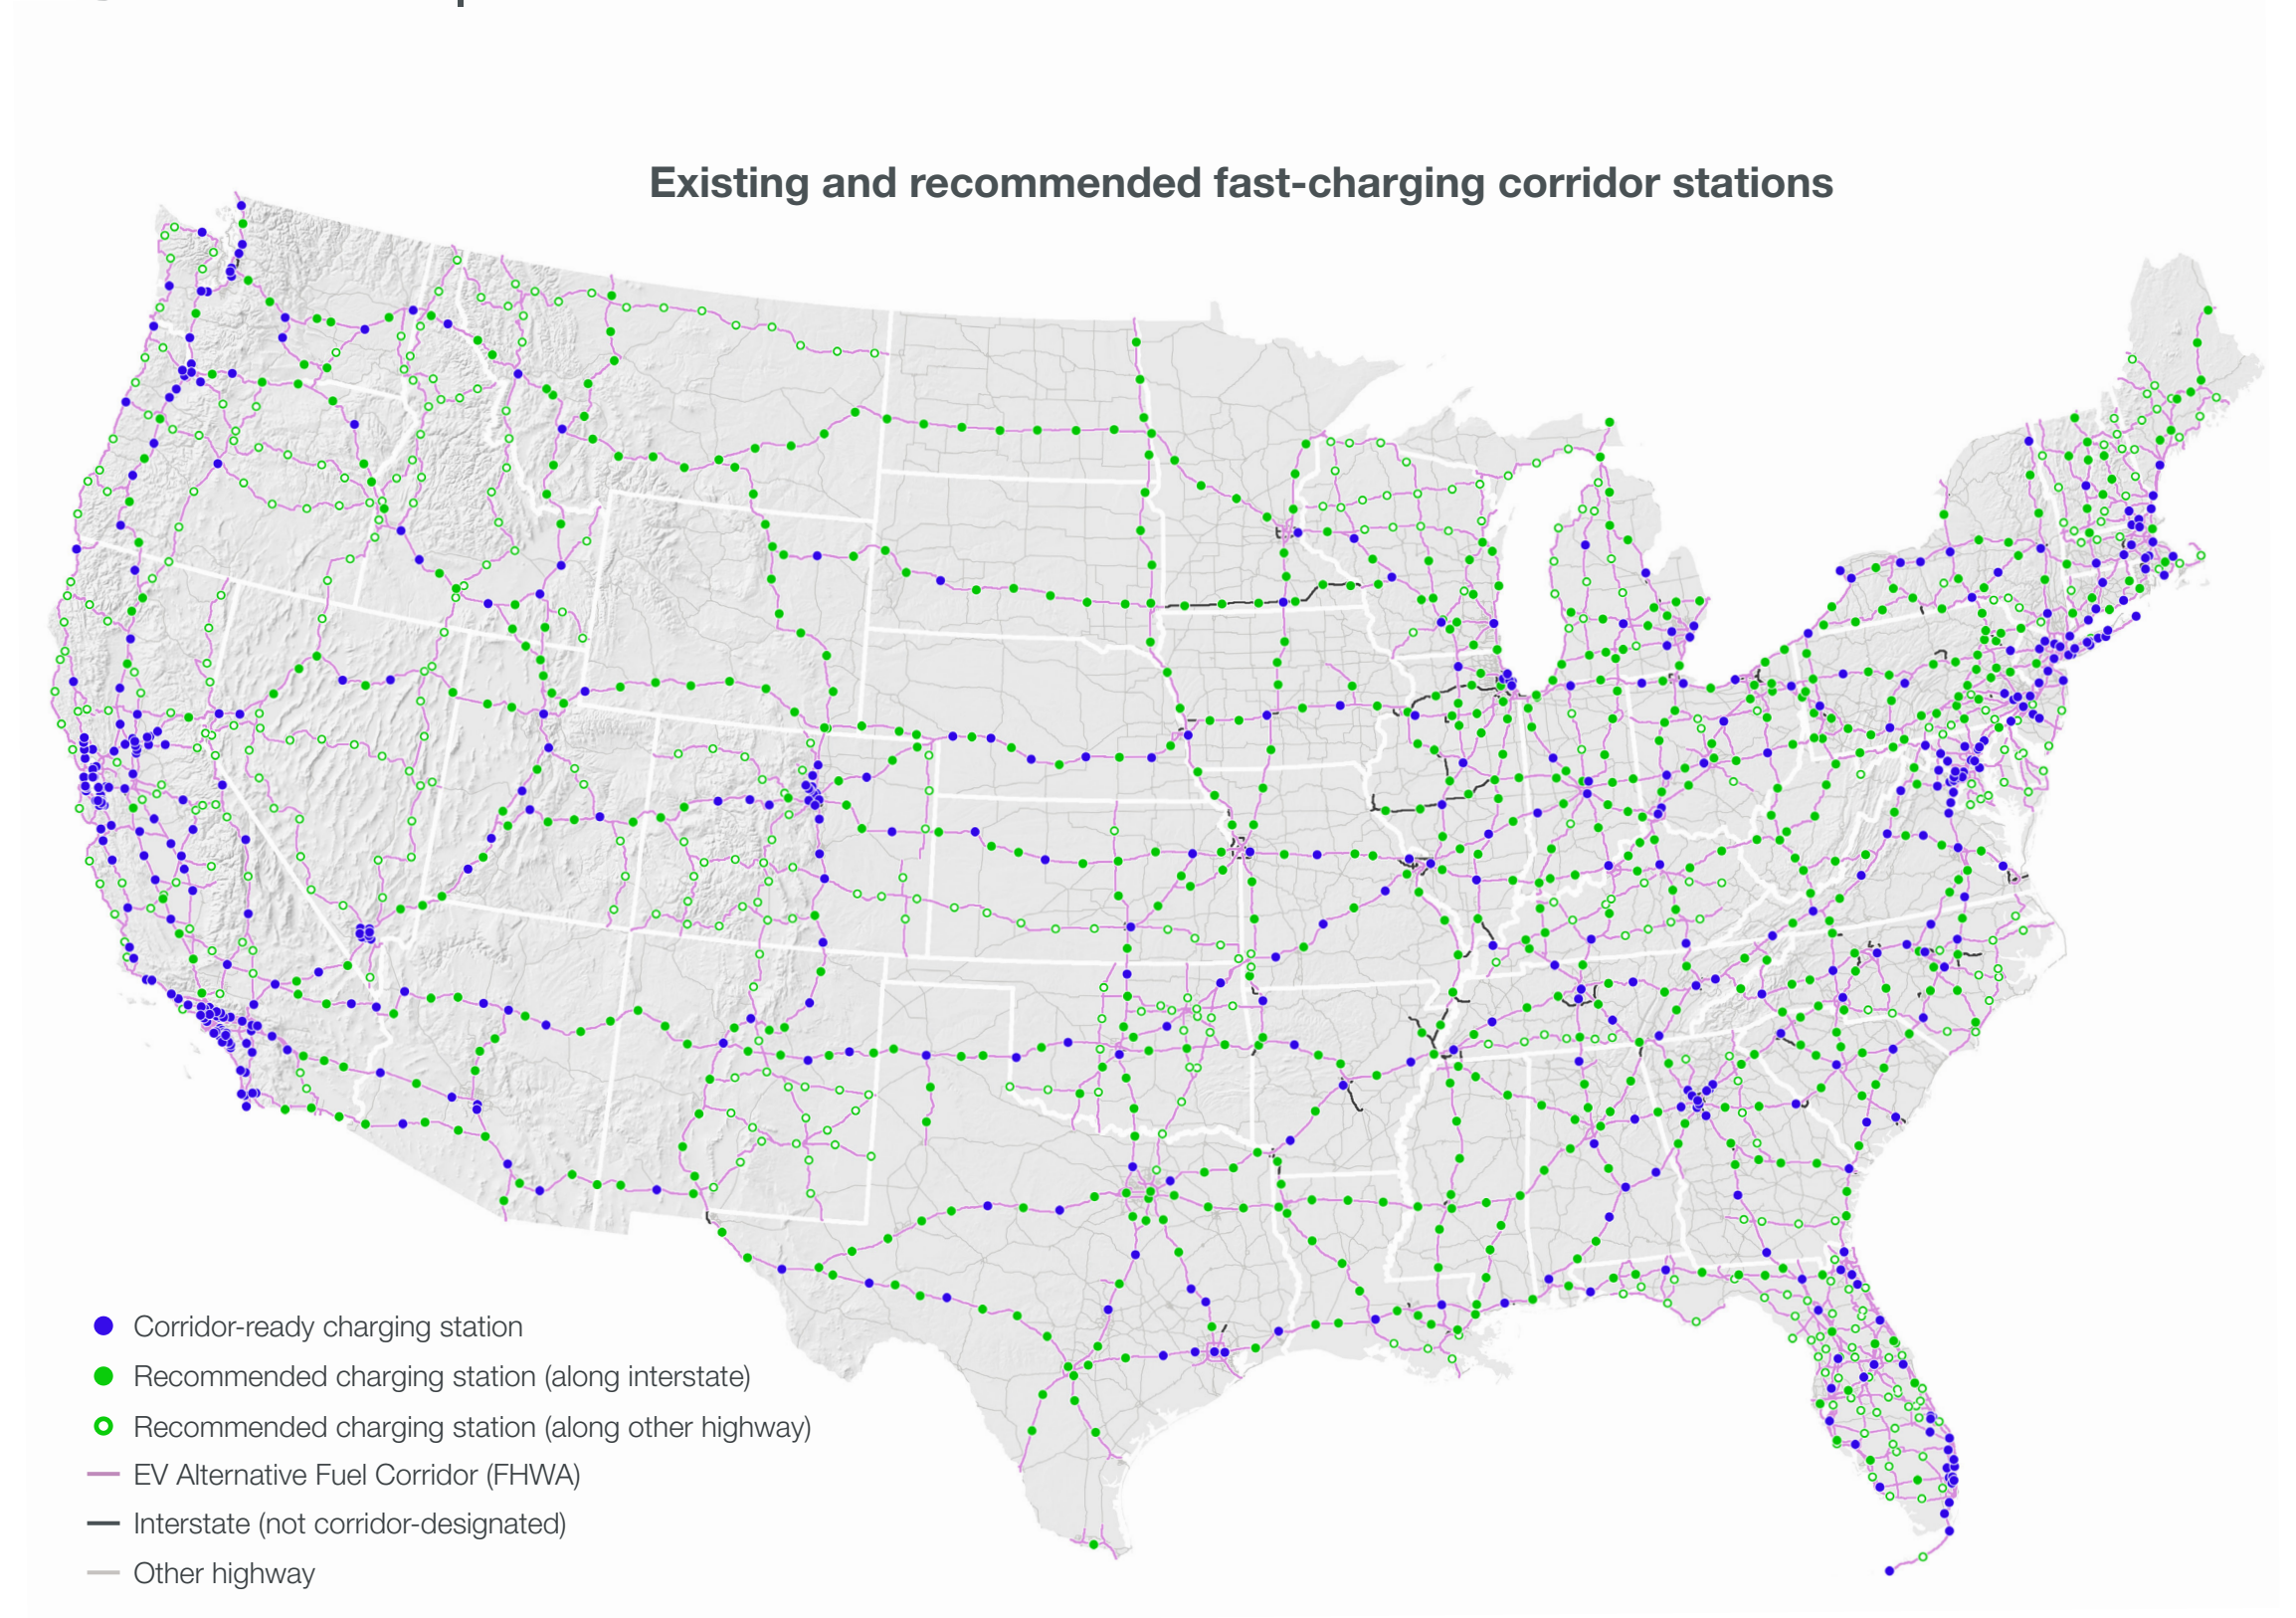 Existing and recommended fast-charging corridor stations
Corridor-ready charging station
Recommended charging station (along interstate)
Recommended charging station (along other highway)
EV Alternative Fuel Corridor (FHWA)
Interstate (not corridor-designated)
Other highway